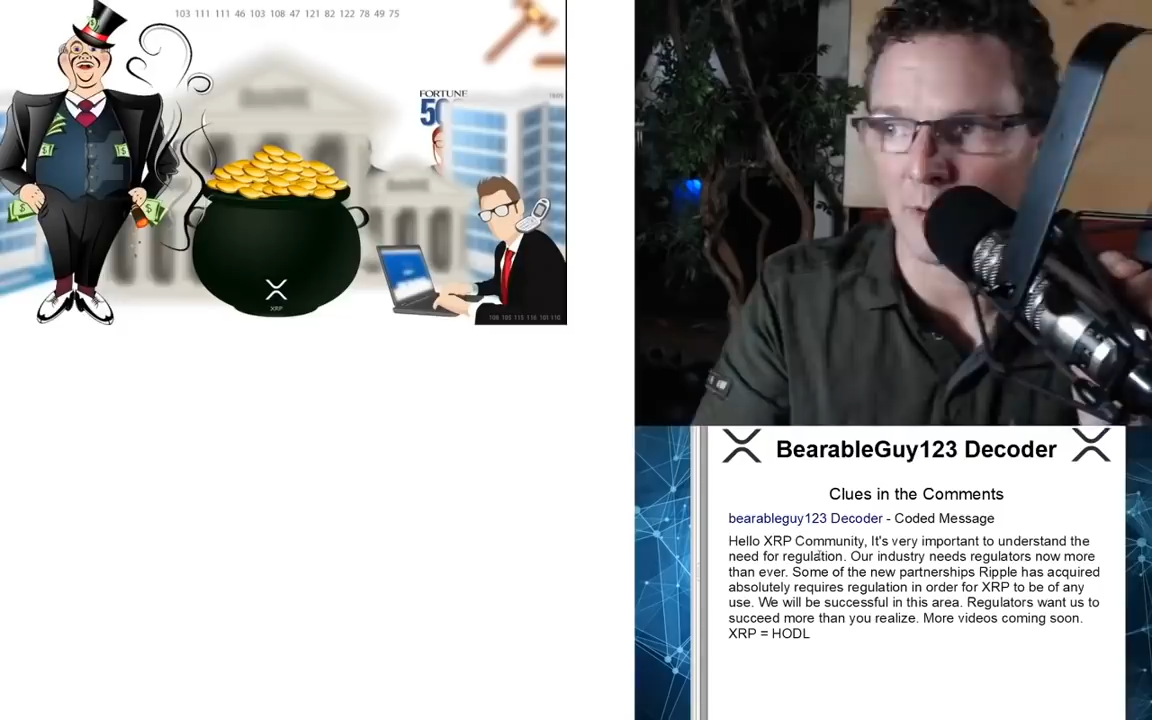 103 111 111 46 103 108 47 121 82 122 78 49 75
FORTUNE
XRP
BearableGuy123 Decoder
Clues in the Comments
bearableguy123 Decoder - Coded Message
Hello XRP Community, It's very important to understand the
need for regulation. Our industry needs regulators now more
than ever. Some of the new partnerships Ripple has acquired
absolutely requires regulation in order for XRP to be of any
use. We will be successful in this area. Regulators want us to
succeed more than you realize. More videos coming soon.
XRP = HODL